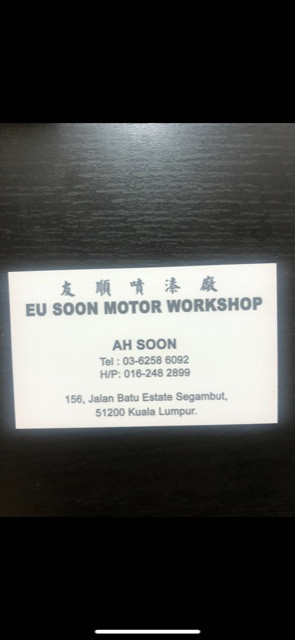 友順噴漆廠
EU SOON MOTOR WORKSHOP
AH SOON
Tel : 03-6258 6092
H/P: 016-248 2899
156, Jalan Batu Estate Segambut,
51200 Kuala Lumpur.